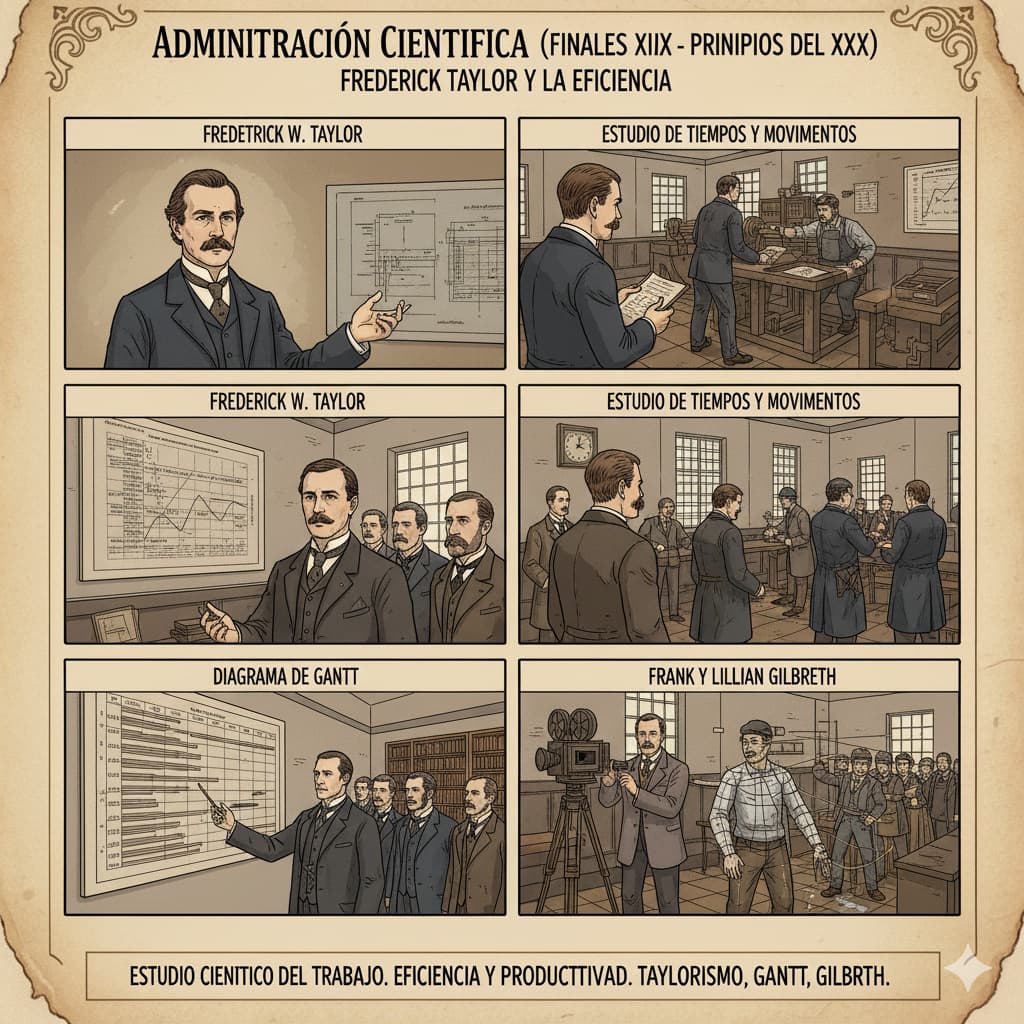 ADMINITRACIÓN CIENTIFICA (FINALES XIIX - PRINIPIOS DEL XXX)
FREDERICK TAYLOR Y LA EFICIENCIA
FREDETRICK W. TAYLOR
ESTUDIO DE TIEMPOS Y MOVIMENTOS
FREDERICK W. TAYLOR
ESTUDIO DE TIEMPOS Y MOVIMENTOS
DIAGRAMA DE GANTT
FRANK Y LILLIAN GILBRETH
ESTUDIO CIENITICO DEL TRABAJO. EFICIENCIA Y PRODUCTTIVAD. TAYLORISMO, GANTT, GILBRTH.